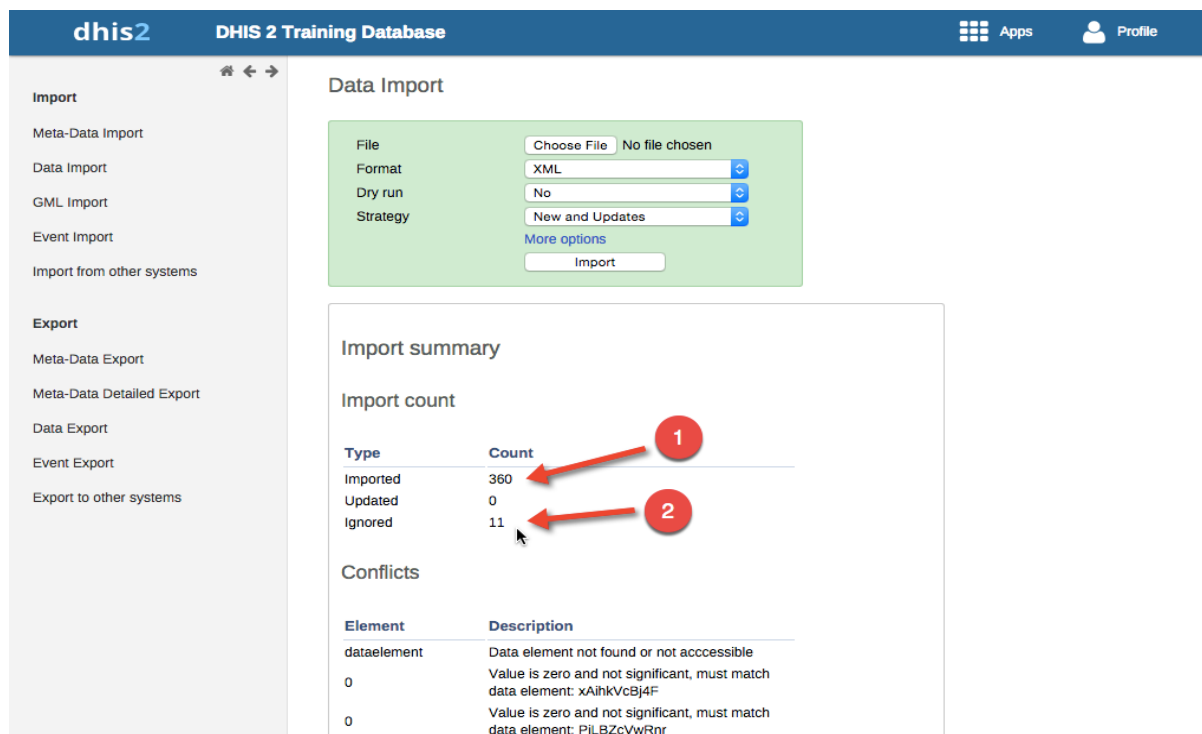 dhis2
DHIS 2 Training Database
Apps
Profile
Import
Meta-Data Import
Data Import
GML Import
Event Import
Import from other systems
Export
Meta-Data Export
Meta-Data Detailed Export
Data Export
Event Export
Export to other systems
Data Import
File Choose File No file chosen
Format XML
Dry run No
Strategy New and Updates
More options
Import
Import summary
Import count
1
Type Count
Imported 360
Updated 0
2
Ignored 11
Conflicts
Element Description
dataelement Data element not found or not acccessible
0 Value is zero and not significant, must match
data element: xAihkVcBj4F
0 Value is zero and not significant, must match
data element: PiLBZcVwRnr